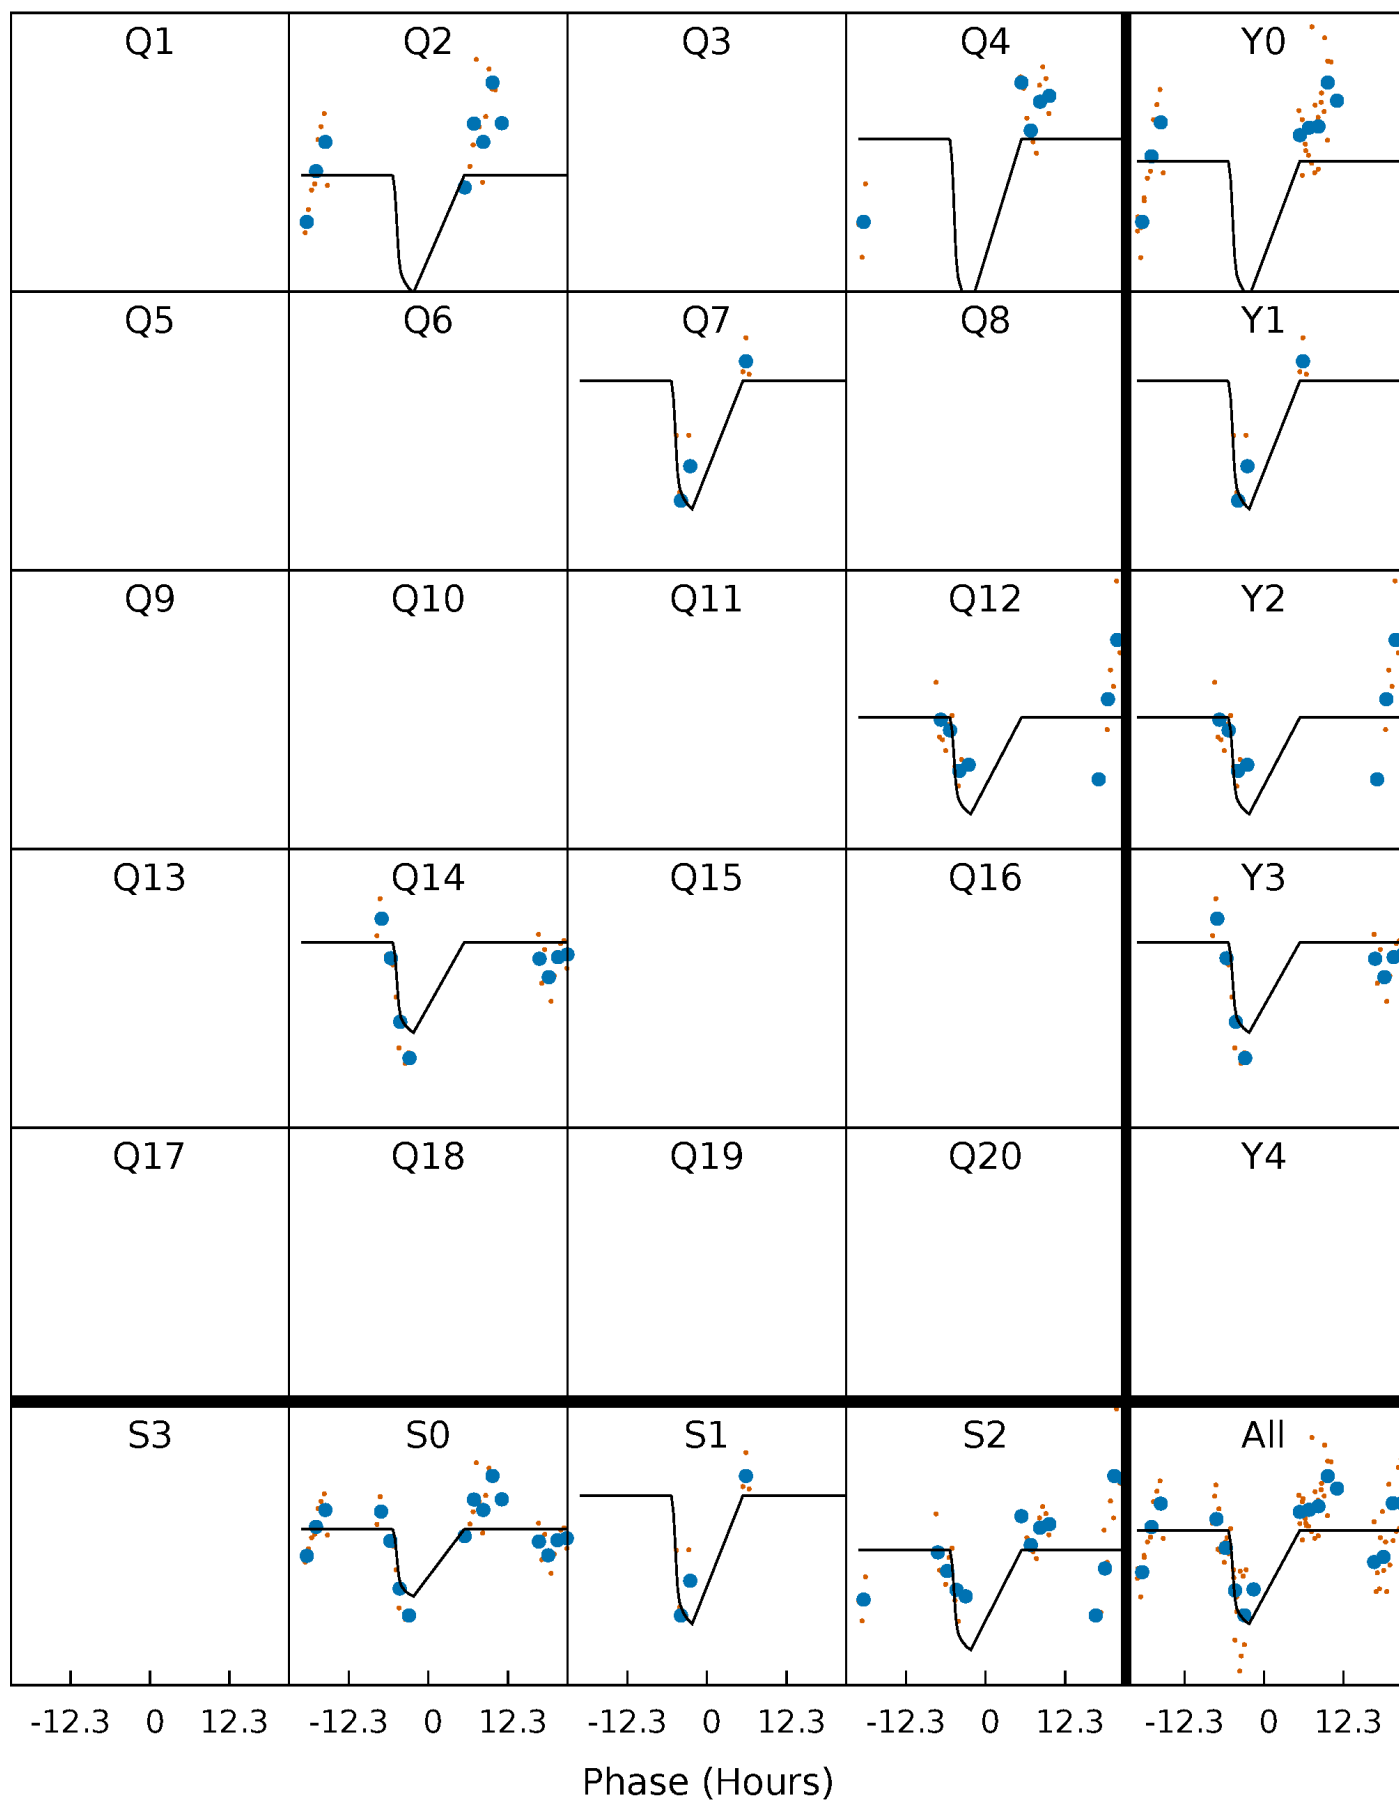 Q1 Q2 Q3 Q4 Y0
Q5 Q6 Q7 Q8 Y1
Q9 Q10 Q11 Q12 Y2
Q13 Q14 Q15 Q16 Y3
Q17 Q18 Q19 Q20 Y4
S3 S0 S1 S2 All
-12.3 0 12.3 -12.3 0 12.3 -12.3 0 12.3 -12.3 0 12.3 -12.3 0 12.3
Phase (Hours)